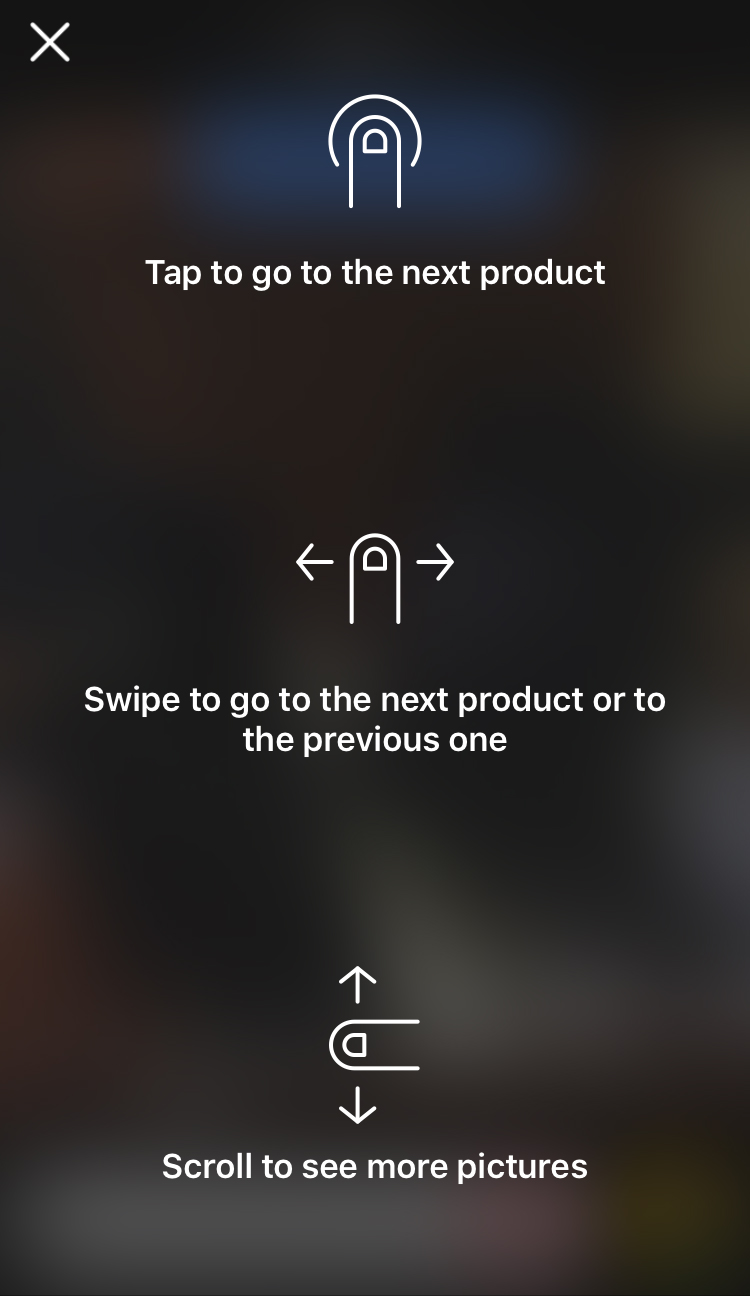 Tap to go to the next product
Swipe to go to the next product or to
the previous one
Scroll to see more pictures